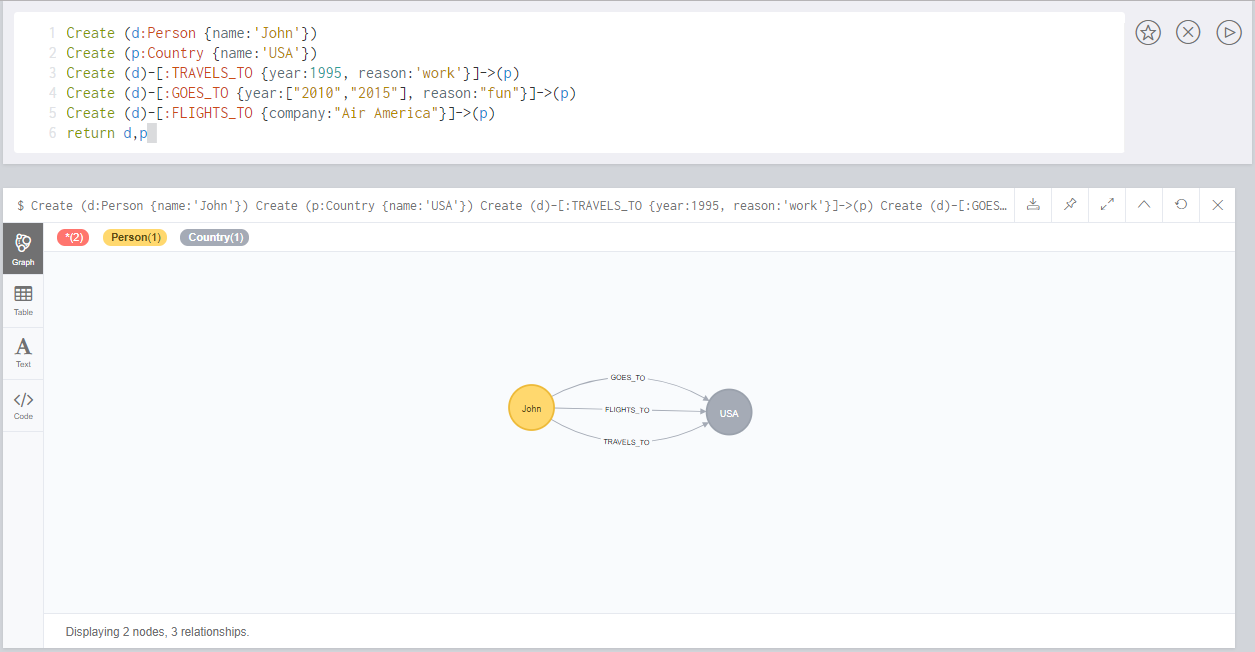 1 Create (d:Person {name:'John'})
2 Create (p:Country {name:'USA'})
3 Create (d)-[:TRAVELS_TO {year:1995, reason:'work'}]->(p)
4 Create (d)-[:GOES_TO {year:["2010","2015"], reason:"fun"}]->(p)
5 Create (d)-[:FLIGHTS_TO {company:"Air America"}]->(p)
6 return d,p
$ Create (d:Person {name:'John'}) Create (p:Country {name:'USA'}) Create (d)-[:TRAVELS_TO {year:1995, reason:'work'}]->(p) Create (d)-[:GOES…
*(2) Person(1) Country(1)
Graph
Table
A
Text
</>
Code
GOES_TO
John FLIGHTS_TO USA
TRAVELS_TO
Displaying 2 nodes, 3 relationships.